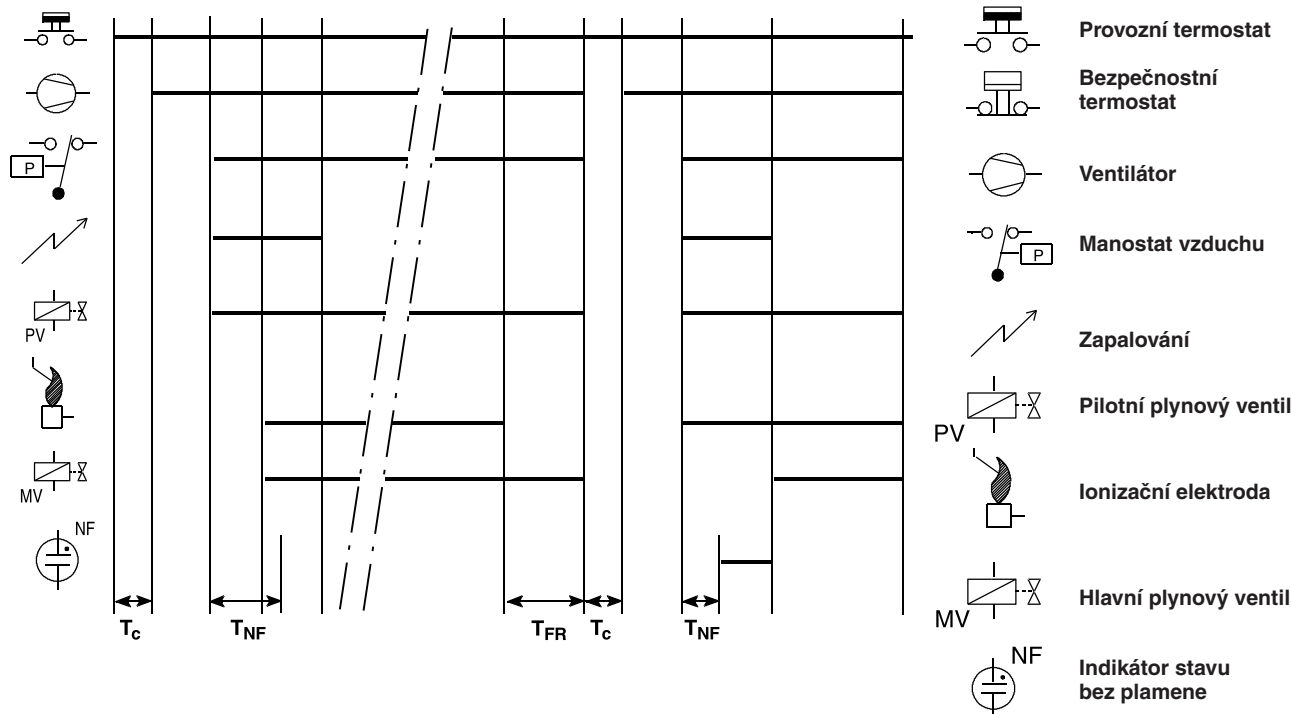 P
PV
MV
NF
Tc
TNF
TFR
Tc
TNF
Provozní termostat
Bezpečnostní
termostat
Ventilátor
P
Manostat vzduchu
Zapalování
PV
Pilotní plynový ventil
Ionizační elektroda
MV
Hlavní plynový ventil
NF
Indikátor stavu
bez plamene